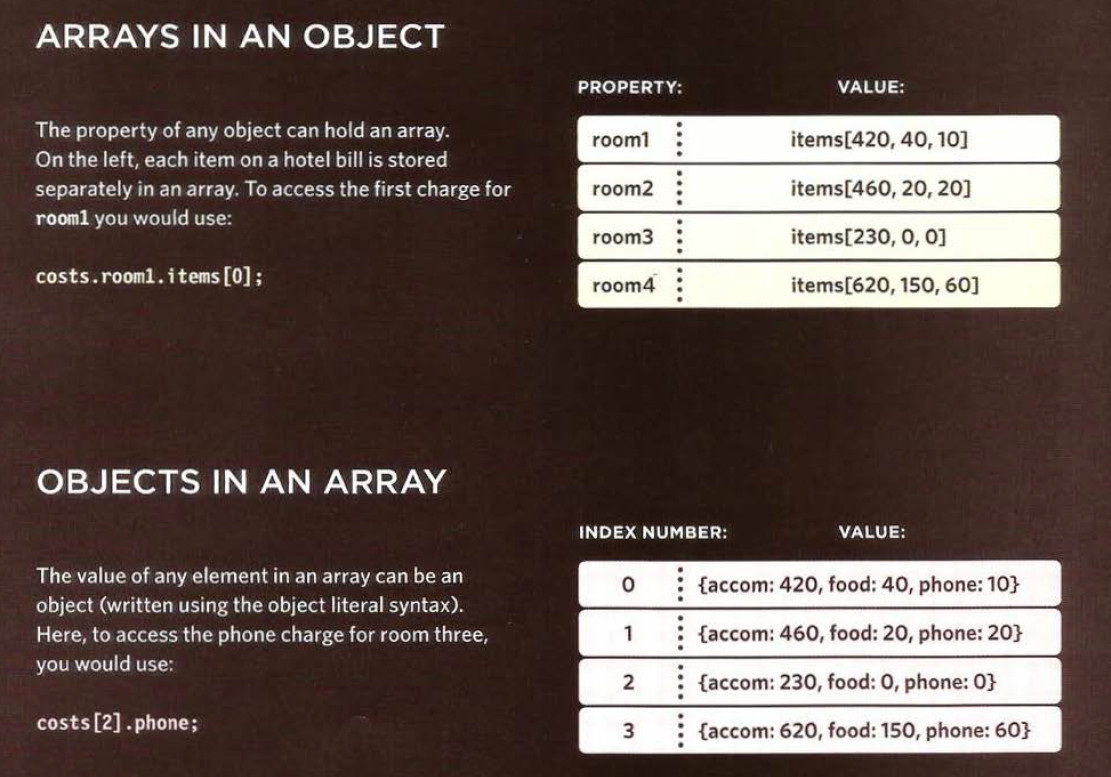 ARRAYS IN AN OBJECT
The property of any object can hold an array.
On the left, each item on a hotel bill is stored
separately in an array. To access the first charge for
room1 you would use:
costs.room1.items[0];
PROPERTY: VALUE:
room1 items[420, 40, 10]
room2 items[460, 20, 20]
room3 items[230, 0, 0]
room4 items[620, 150, 60]
OBJECTS IN AN ARRAY
The value of any element in an array can be an
object (written using the object literal syntax).
Here, to access the phone charge for room three,
you would use:
costs[2].phone;
INDEX NUMBER: VALUE:
0 {accom: 420, food: 40, phone: 10}
1 {accom: 460, food: 20, phone: 20}
2 {accom: 230, food: 0, phone: 0}
3 {accom: 620, food: 150, phone: 60}